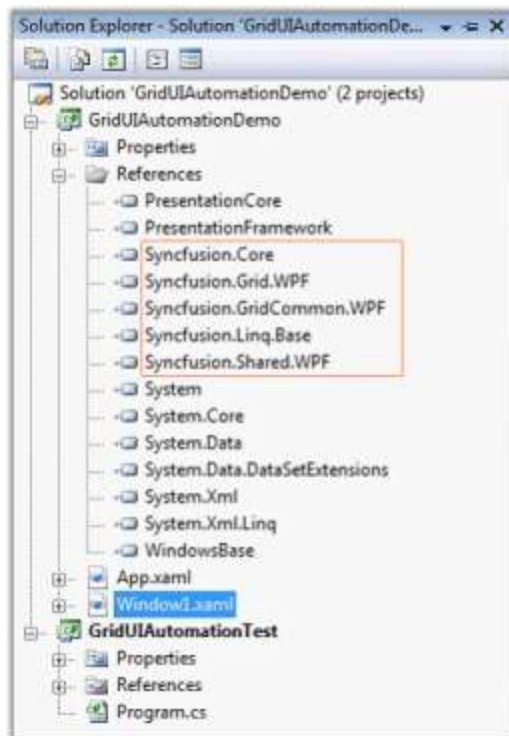 Solution Explorer - Solution 'GridUIAutomationDe...
Solution 'GridUIAutomationDemo' (2 projects)
GridUIAutomationDemo
Properties
References
PresentationCore
PresentationFramework
Syncfusion.Core
Syncfusion.Grid.WPF
Syncfusion.GridCommon.WPF
Syncfusion.Linq.Base
Syncfusion.Shared.WPF
System
System.Core
System.Data
System.Data.DataSetExtensions
System.Xml
System.Xml.Linq
WindowsBase
App.xaml
Window1.xaml
GridUIAutomationTest
Properties
References
Program.cs